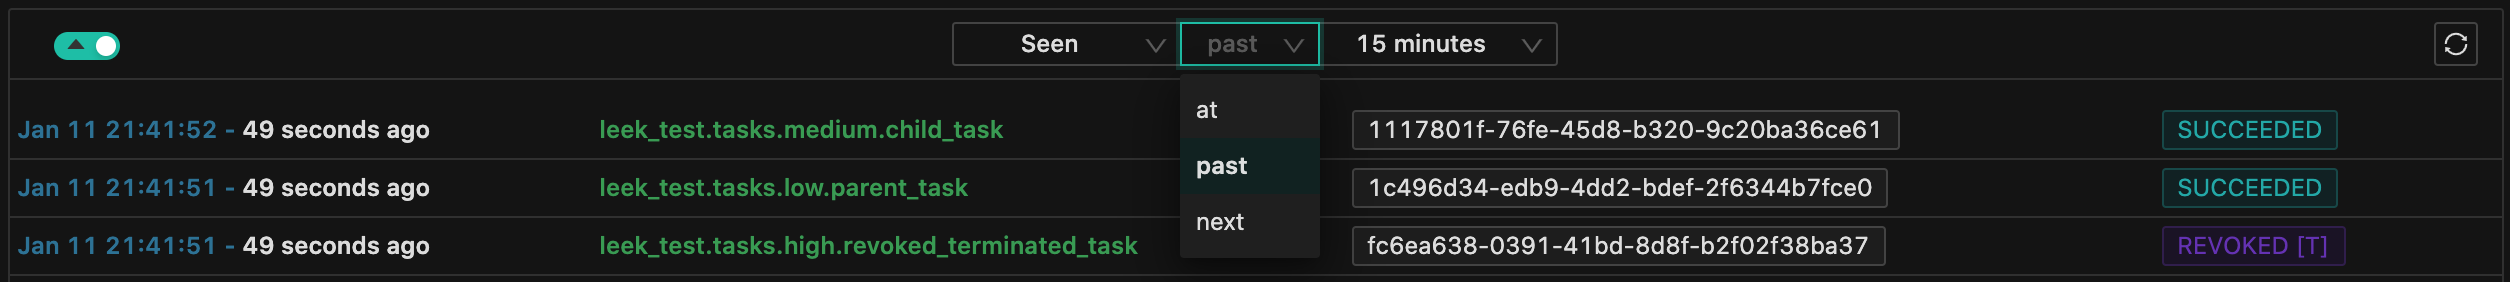 Seen past 15 minutes
at
past
next
Jan 11 21:41:52 - 49 seconds ago leek_test.tasks.medium.child_task 1117801f-76fe-45d8-b320-9c20ba36ce61 SUCCEEDED
Jan 11 21:41:51 - 49 seconds ago leek_test.tasks.low.parent_task 1c496d34-edb9-4dd2-bdef-2f6344b7fce0 SUCCEEDED
Jan 11 21:41:51 - 49 seconds ago leek_test.tasks.high.revoked_terminated_task fc6ea638-0391-41bd-8d8f-b2f02f38ba37 REVOKED [T]